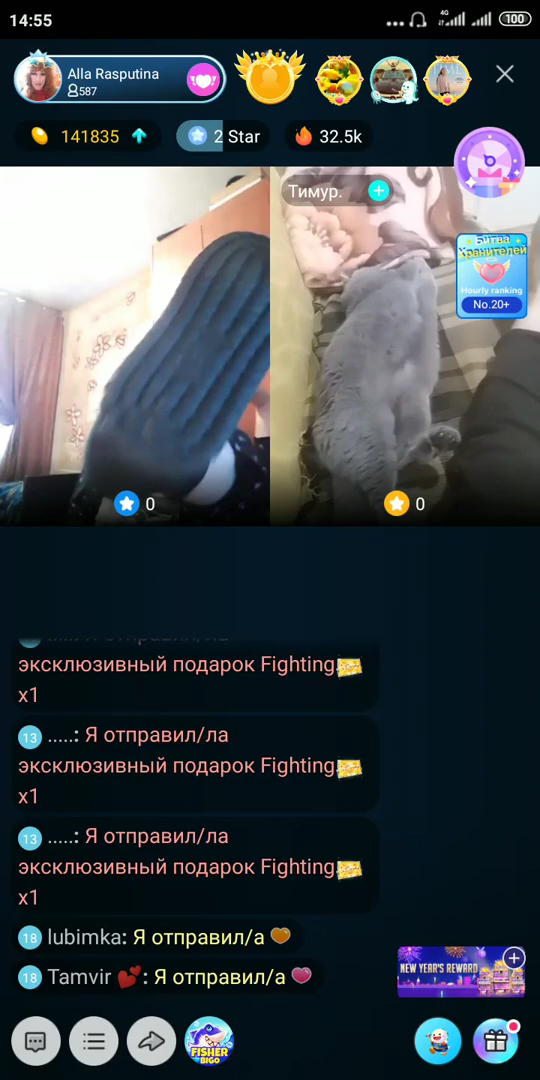 14:55
4G
100
Alla Rasputina
587
141835
2 Star
32.5k
Тимур.
Битва
Хранителей
Hourly ranking
No.20+
0
0
эксклюзивный подарок Fighting
x1
13 .....: Я отправил/ла
эксклюзивный подарок Fighting
x1
13 .....: Я отправил/ла
эксклюзивный подарок Fighting
x1
18 lubimka: Я отправил/а
18 Tamvir 💕: Я отправил/а
NEW YEAR'S REWARD
FISHER
BIGO